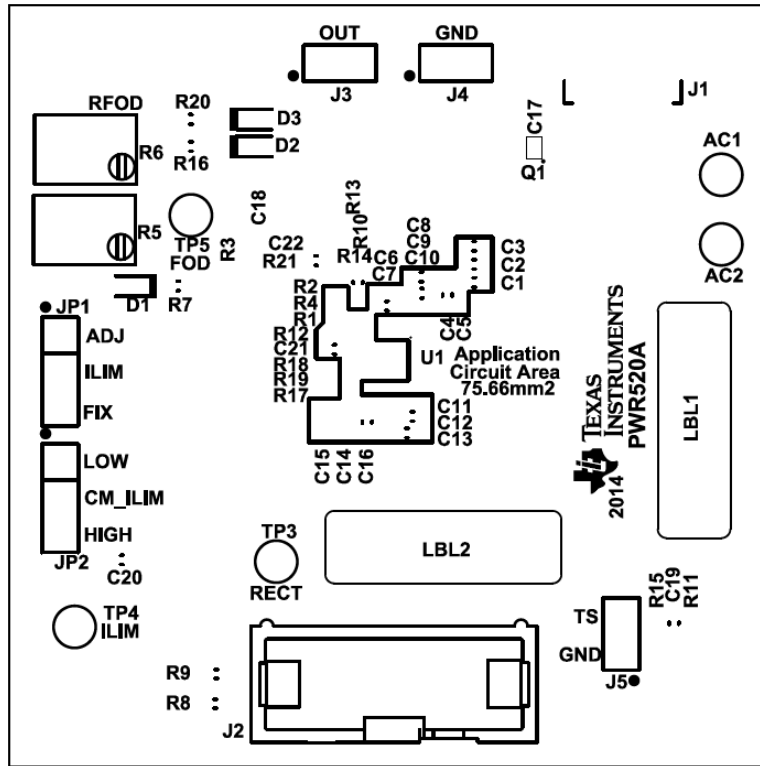 OUT
GND
J3
J4
J1
RFOD
R20
D3
D2
R16
R6
C17
Q1
AC1
AC2
R5
TP5
FOD
R3
C18
R13
R10
C22
R21
R14
C6
C7
C8
C9
C10
C3
C2
C1
C4
C5
D1
R7
R2
R4
R1
R12
C21
R18
R19
R17
U1
Application
Circuit Area
75.66mm2
JP1
ADJ
ILIM
FIX
C11
C12
C13
C15
C14
C16
TEXAS
INSTRUMENTS
PWR520A
2014
LBL1
LOW
CM_ILIM
HIGH
JP2
C20
TP3
RECT
LBL2
TP4
ILIM
R15
C19
R11
TS
GND
J5
R9
R8
J2